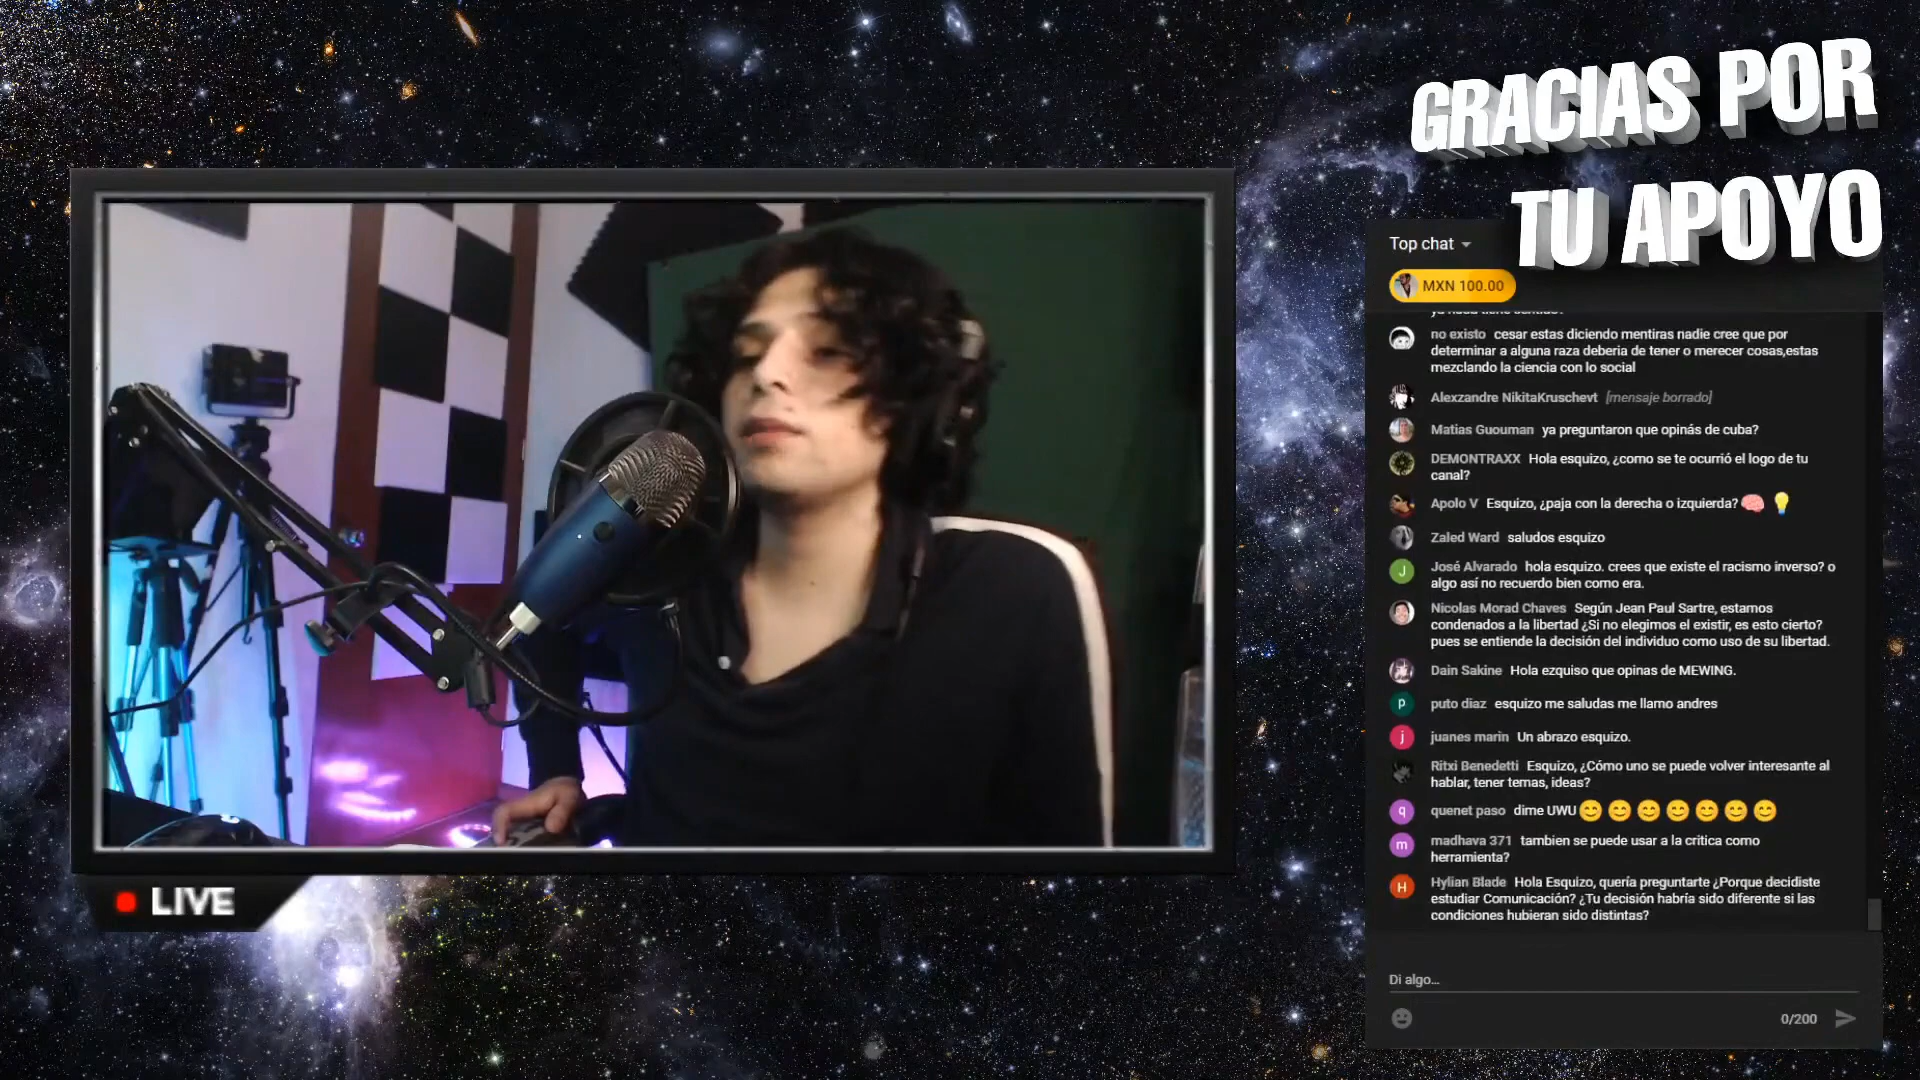 GRACIAS POR
TU APOYO
Top chat
MXN 100.00
no existo cesar estas diciendo mentiras nadie cree que por
determinar a alguna raza deberia de tener o merecer cosas,estas
mezclando la ciencia con lo social
Alexzandre NikitaKruschevt [mensaje borrado]
Matias Guouman ya preguntaron que opinás de cuba?
DEMONTRAXX Hola esquizo, ¿como se te ocurrió el logo de tu
canal?
Apolo V Esquizo, ¿paja con la derecha o izquierda?🧠 💡
Zaled Ward saludos esquizo
J José Alvarado hola esquizo. crees que existe el racismo inverso? o
algo así no recuerdo bien como era.
Nicolas Morad Chaves Según Jean Paul Sartre, estamos
condenados a la libertad ¿Si no elegimos el existir, es esto cierto?
pues se entiende la decisión del individuo como uso de su libertad.
Dain Sakine Hola ezquiso que opinas de MEWING.
p puto diaz esquizo me saludas me llamo andres
j juanes marin Un abrazo esquizo.
Ritxi Benedetti Esquizo, ¿Cómo uno se puede volver interesante al
hablar, tener temas, ideas?
q quenet paso dime UWU😊😊😊😊😊😊😊
m madhava 371 tambien se puede usar a la critica como
herramienta?
H Hylian Blade Hola Esquizo, quería preguntarte ¿Porque decidiste
estudiar Comunicación? ¿Tu decisión habría sido diferente si las
condiciones hubieran sido distintas?
LIVE
Di algo...
0/200